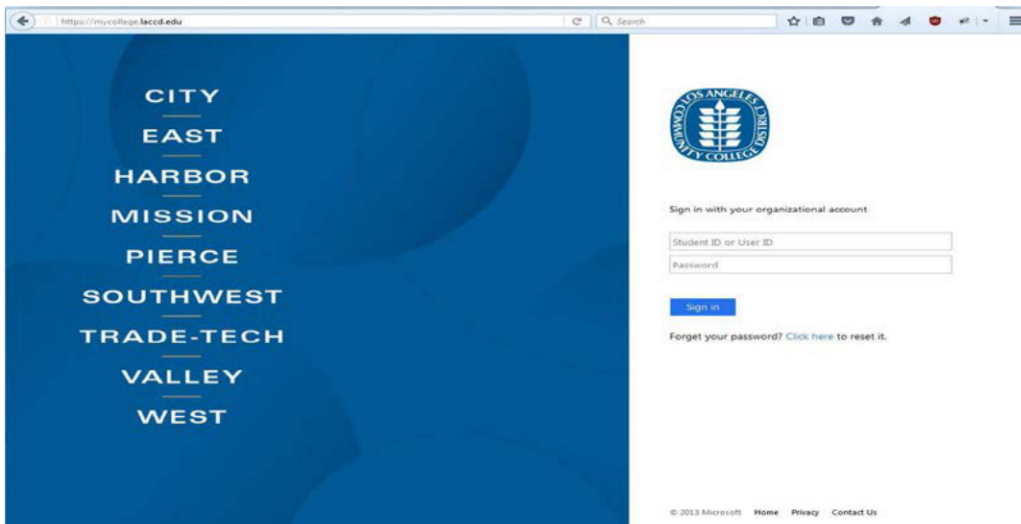 https://mycollege.laccd.edu
Search
CITY
EAST
HARBOR
MISSION
PIERCE
SOUTHWEST
TRADE-TECH
VALLEY
WEST
LOS ANGELES
COMMUNITY COLLEGE DISTRICT
Sign in with your organizational account
Student ID or User ID
Password
Sign in
Forget your password? Click here to reset it.
© 2013 Microsoft Home Privacy Contact Us